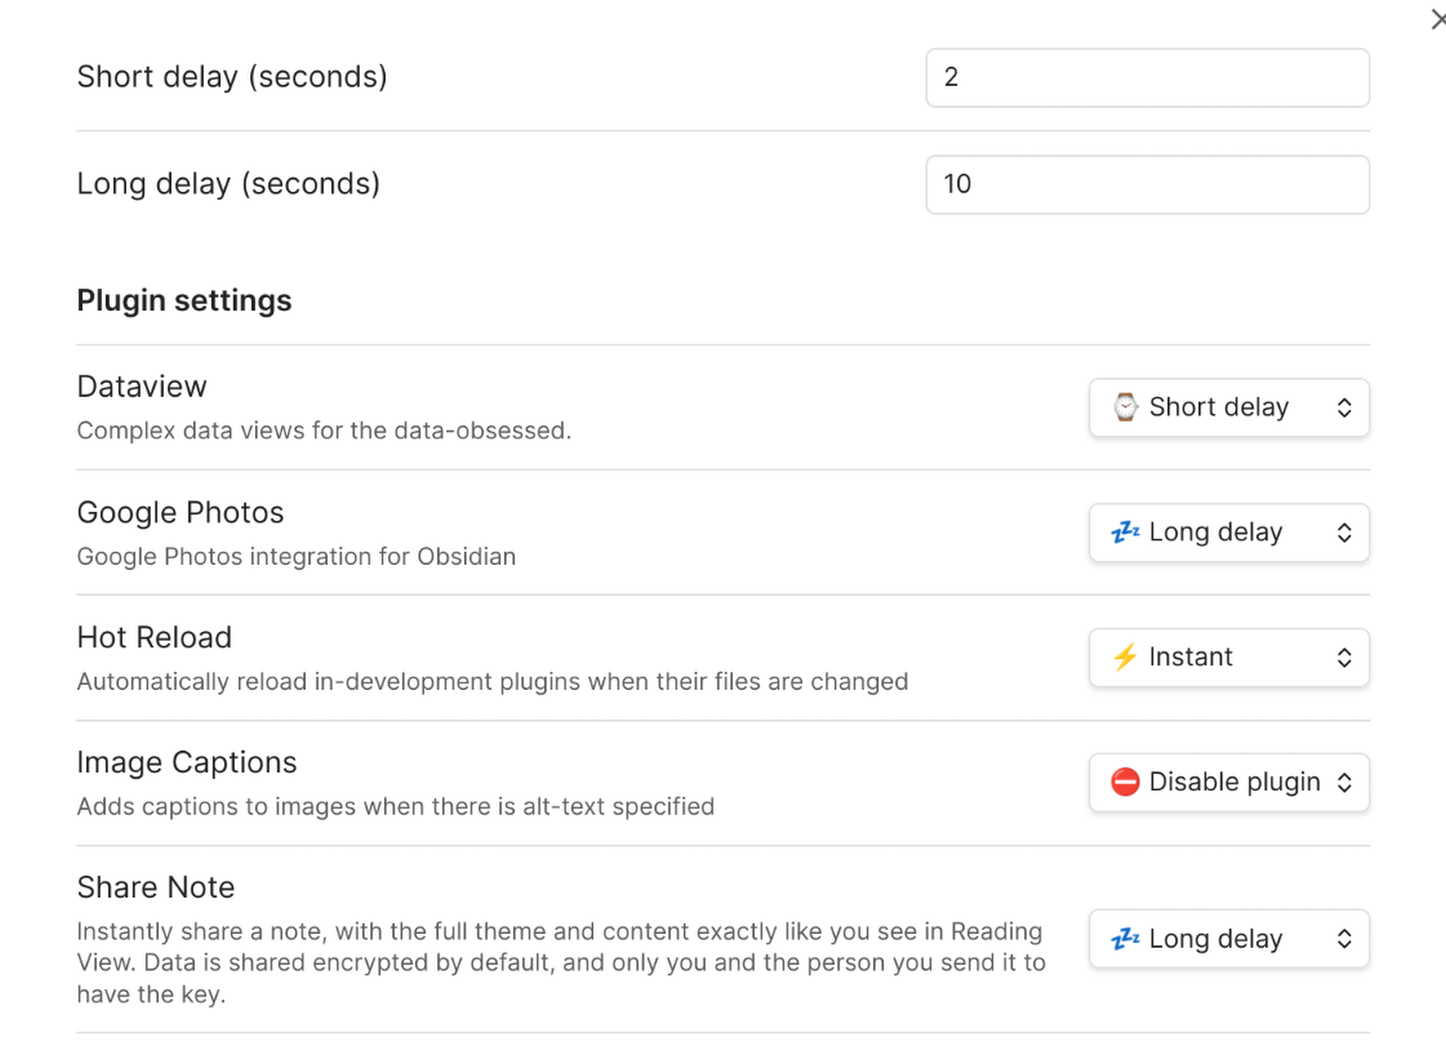 Short delay (seconds)
2
Long delay (seconds)
10
Plugin settings
Dataview
Complex data views for the data-obsessed.
⌚ Short delay
Google Photos
Google Photos integration for Obsidian
💤 Long delay
Hot Reload
Automatically reload in-development plugins when their files are changed
⚡ Instant
Image Captions
Adds captions to images when there is alt-text specified
⛔ Disable plugin
Share Note
Instantly share a note, with the full theme and content exactly like you see in Reading
View. Data is shared encrypted by default, and only you and the person you send it to
have the key.
💤 Long delay